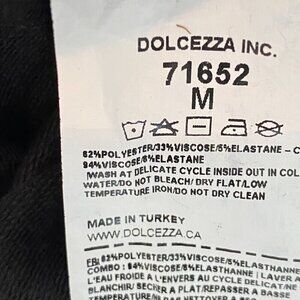 DOLCEZZA INC.
71652
M
62%POLYESTER/33%VISCOSE/5%ELASTANE - C
94%VISCOSE/6%ELASTANE
WASH AT DELICATE CYCLE INSIDE OUT IN COL
WATER/DO NOT BLEACH/ DRY FLAT/LOW
TEMPERATURE IRON/DO NOT DRY CLEAN
MADE IN TURKEY
WWW.DOLCEZZA.CA
FR: 62%POLYESTER/33%VISCOSE/5%ELASTHA
COMBO : 94%VISCOSE/6%ELASTHANNE | LAVER A
L'EAU FROIDE A L'ENVERS AU CYCLE DELICAT/NE
BLANCHIR/ SECHER A PLAT/REPASSER A BASSE